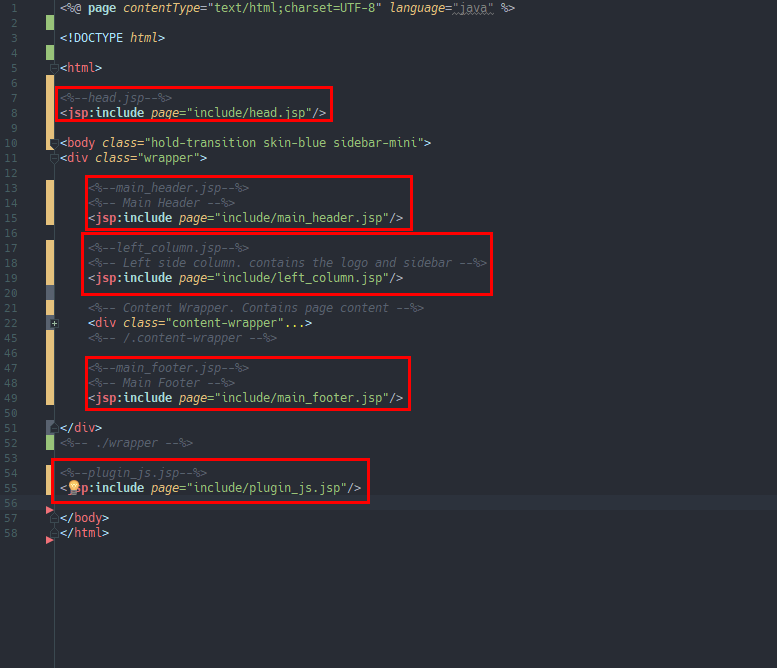 1 <%@ page contentType="text/html;charset=UTF-8" language="java" %>
2
3 <!DOCTYPE html>
4
5 <html>
6
7 <%--head.jsp--%>
8 <jsp:include page="include/head.jsp"/>
9
10 <body class="hold-transition skin-blue sidebar-mini">
11 <div class="wrapper">
12
13 <%--main_header.jsp--%>
14 <%-- Main Header --%>
15 <jsp:include page="include/main_header.jsp"/>
16
17 <%--left_column.jsp--%>
18 <%-- Left side column. contains the logo and sidebar --%>
19 <jsp:include page="include/left_column.jsp"/>
20
21 <%-- Content Wrapper. Contains page content --%>
22 <div class="content-wrapper"...>
45 <%-- /.content-wrapper --%>
46
47 <%--main_footer.jsp--%>
48 <%-- Main Footer --%>
49 <jsp:include page="include/main_footer.jsp"/>
50
51 </div>
52 <%-- ./wrapper --%>
53
54 <%--plugin_js.jsp--%>
55 <jsp:include page="include/plugin_js.jsp"/>
56
57 </body>
58 </html>